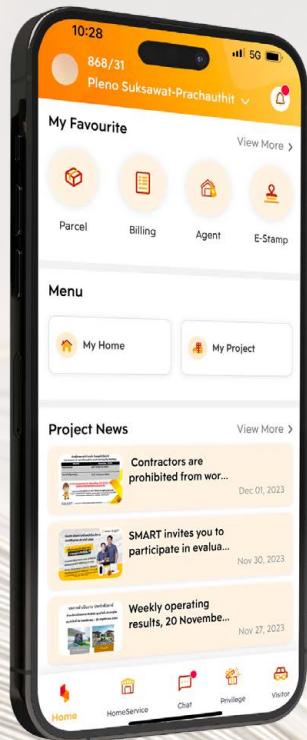 10:28
5G
868/31
Pleno Suksawat-Prachauthit
My Favourite
View More >
Parcel
Billing
Agent
E-Stamp
Menu
My Home
My Project
Project News
View More >
Contractors are
prohibited from wor...
Dec 01, 2023
SMART invites you to
participate in evalua...
Nov 30, 2023
Weekly operating
results, 20 Novembe...
Nov 27, 2023
Home
HomeService
Chat
Privilege
Visitor